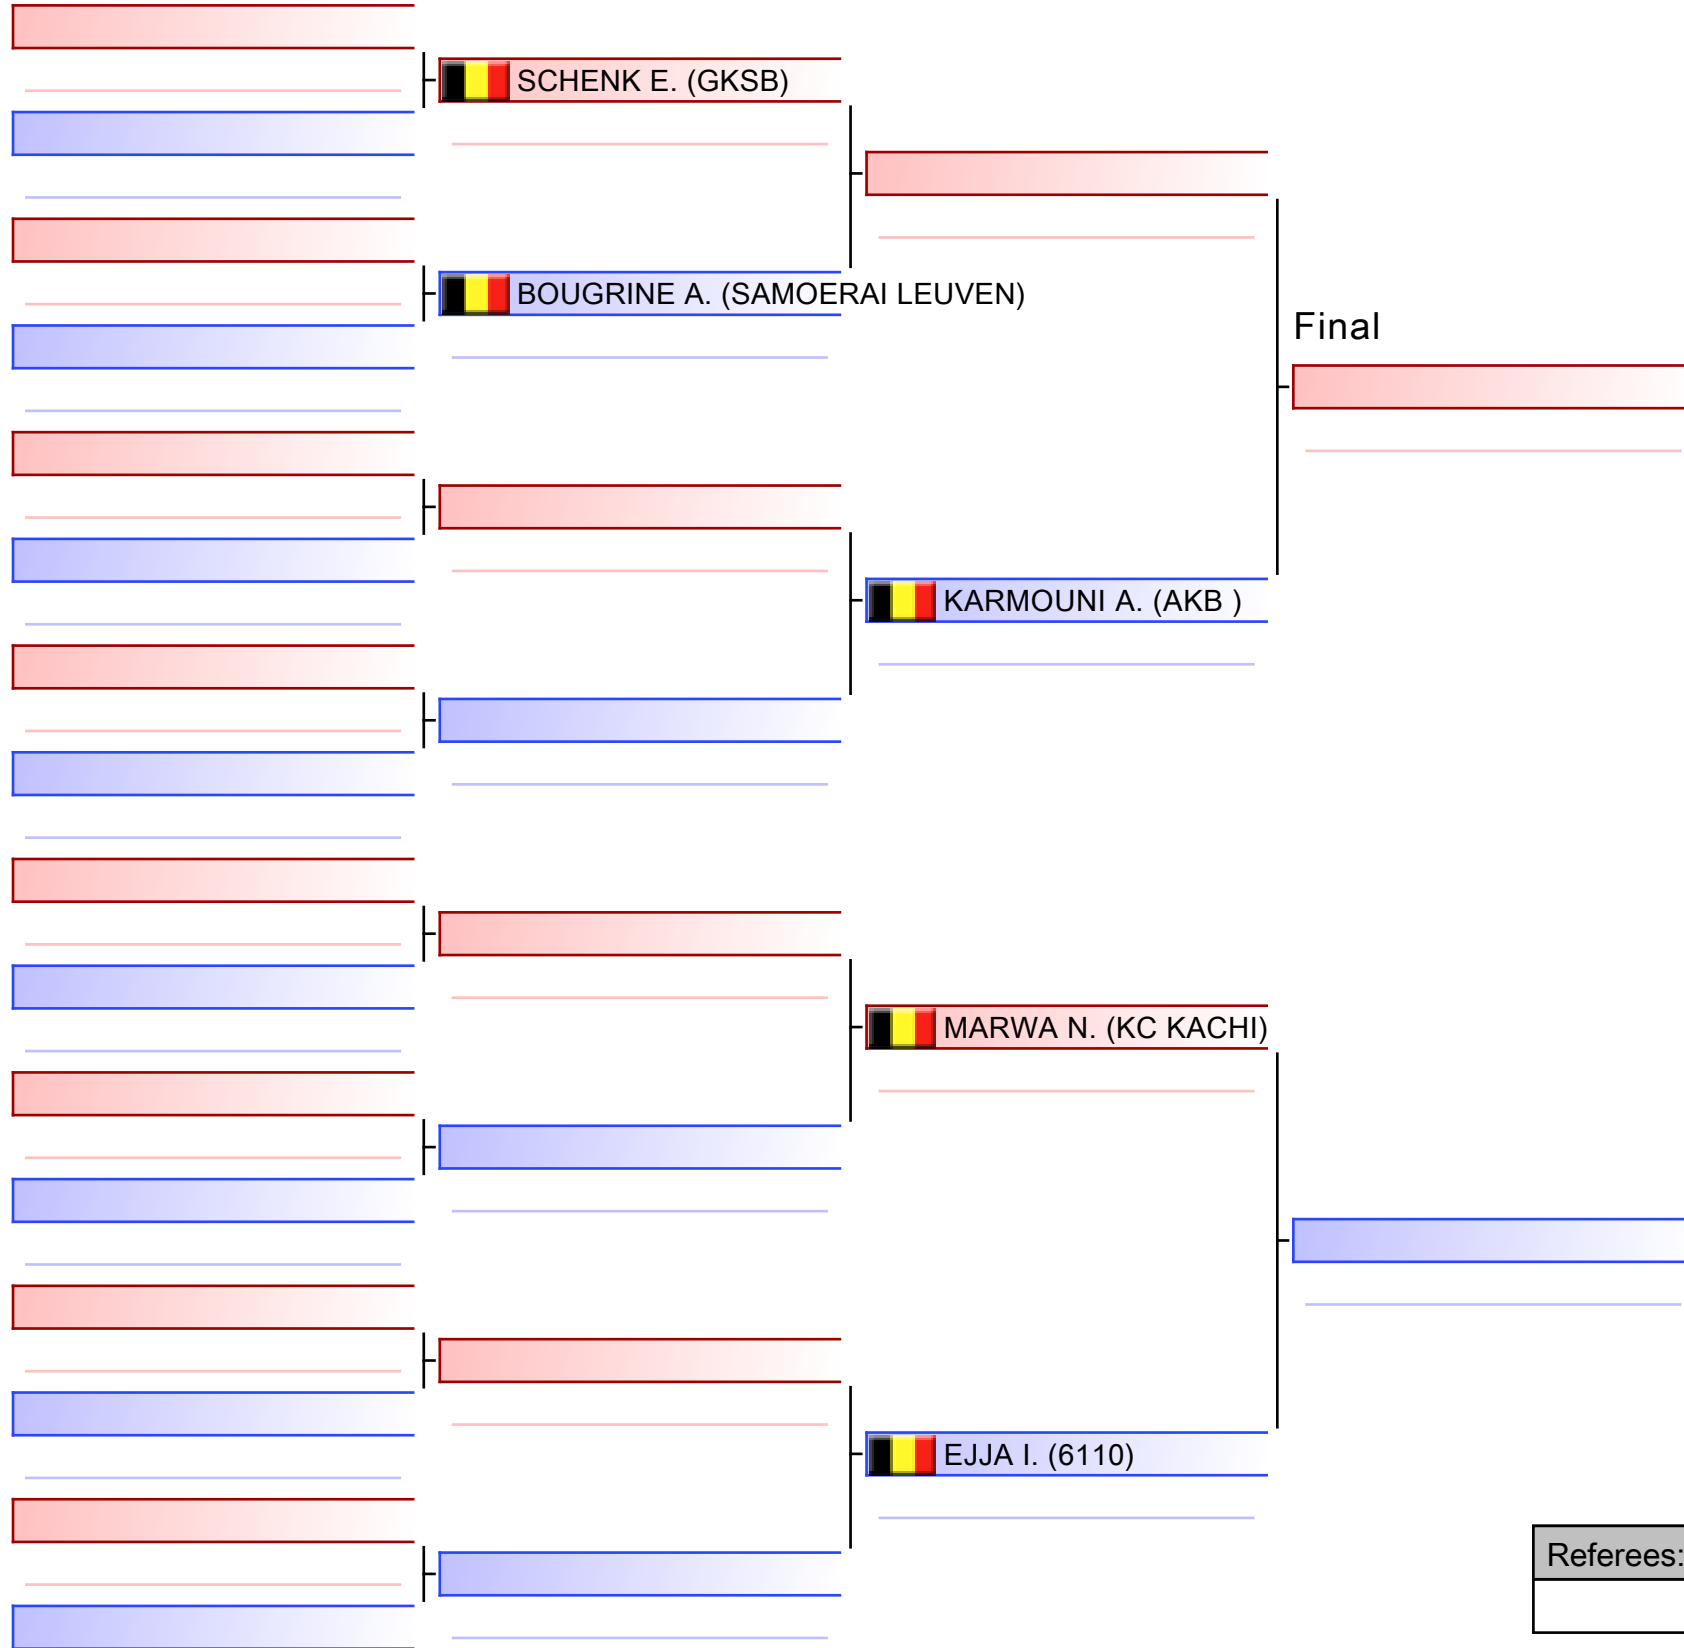 SCHENK E. (GKSB)
BOUGRINE A. (SAMOERAI LEUVEN)
Final
KARMOUNI A. (AKB )
MARWA N. (KC KACHI)
EJJA I. (6110)
Referees: